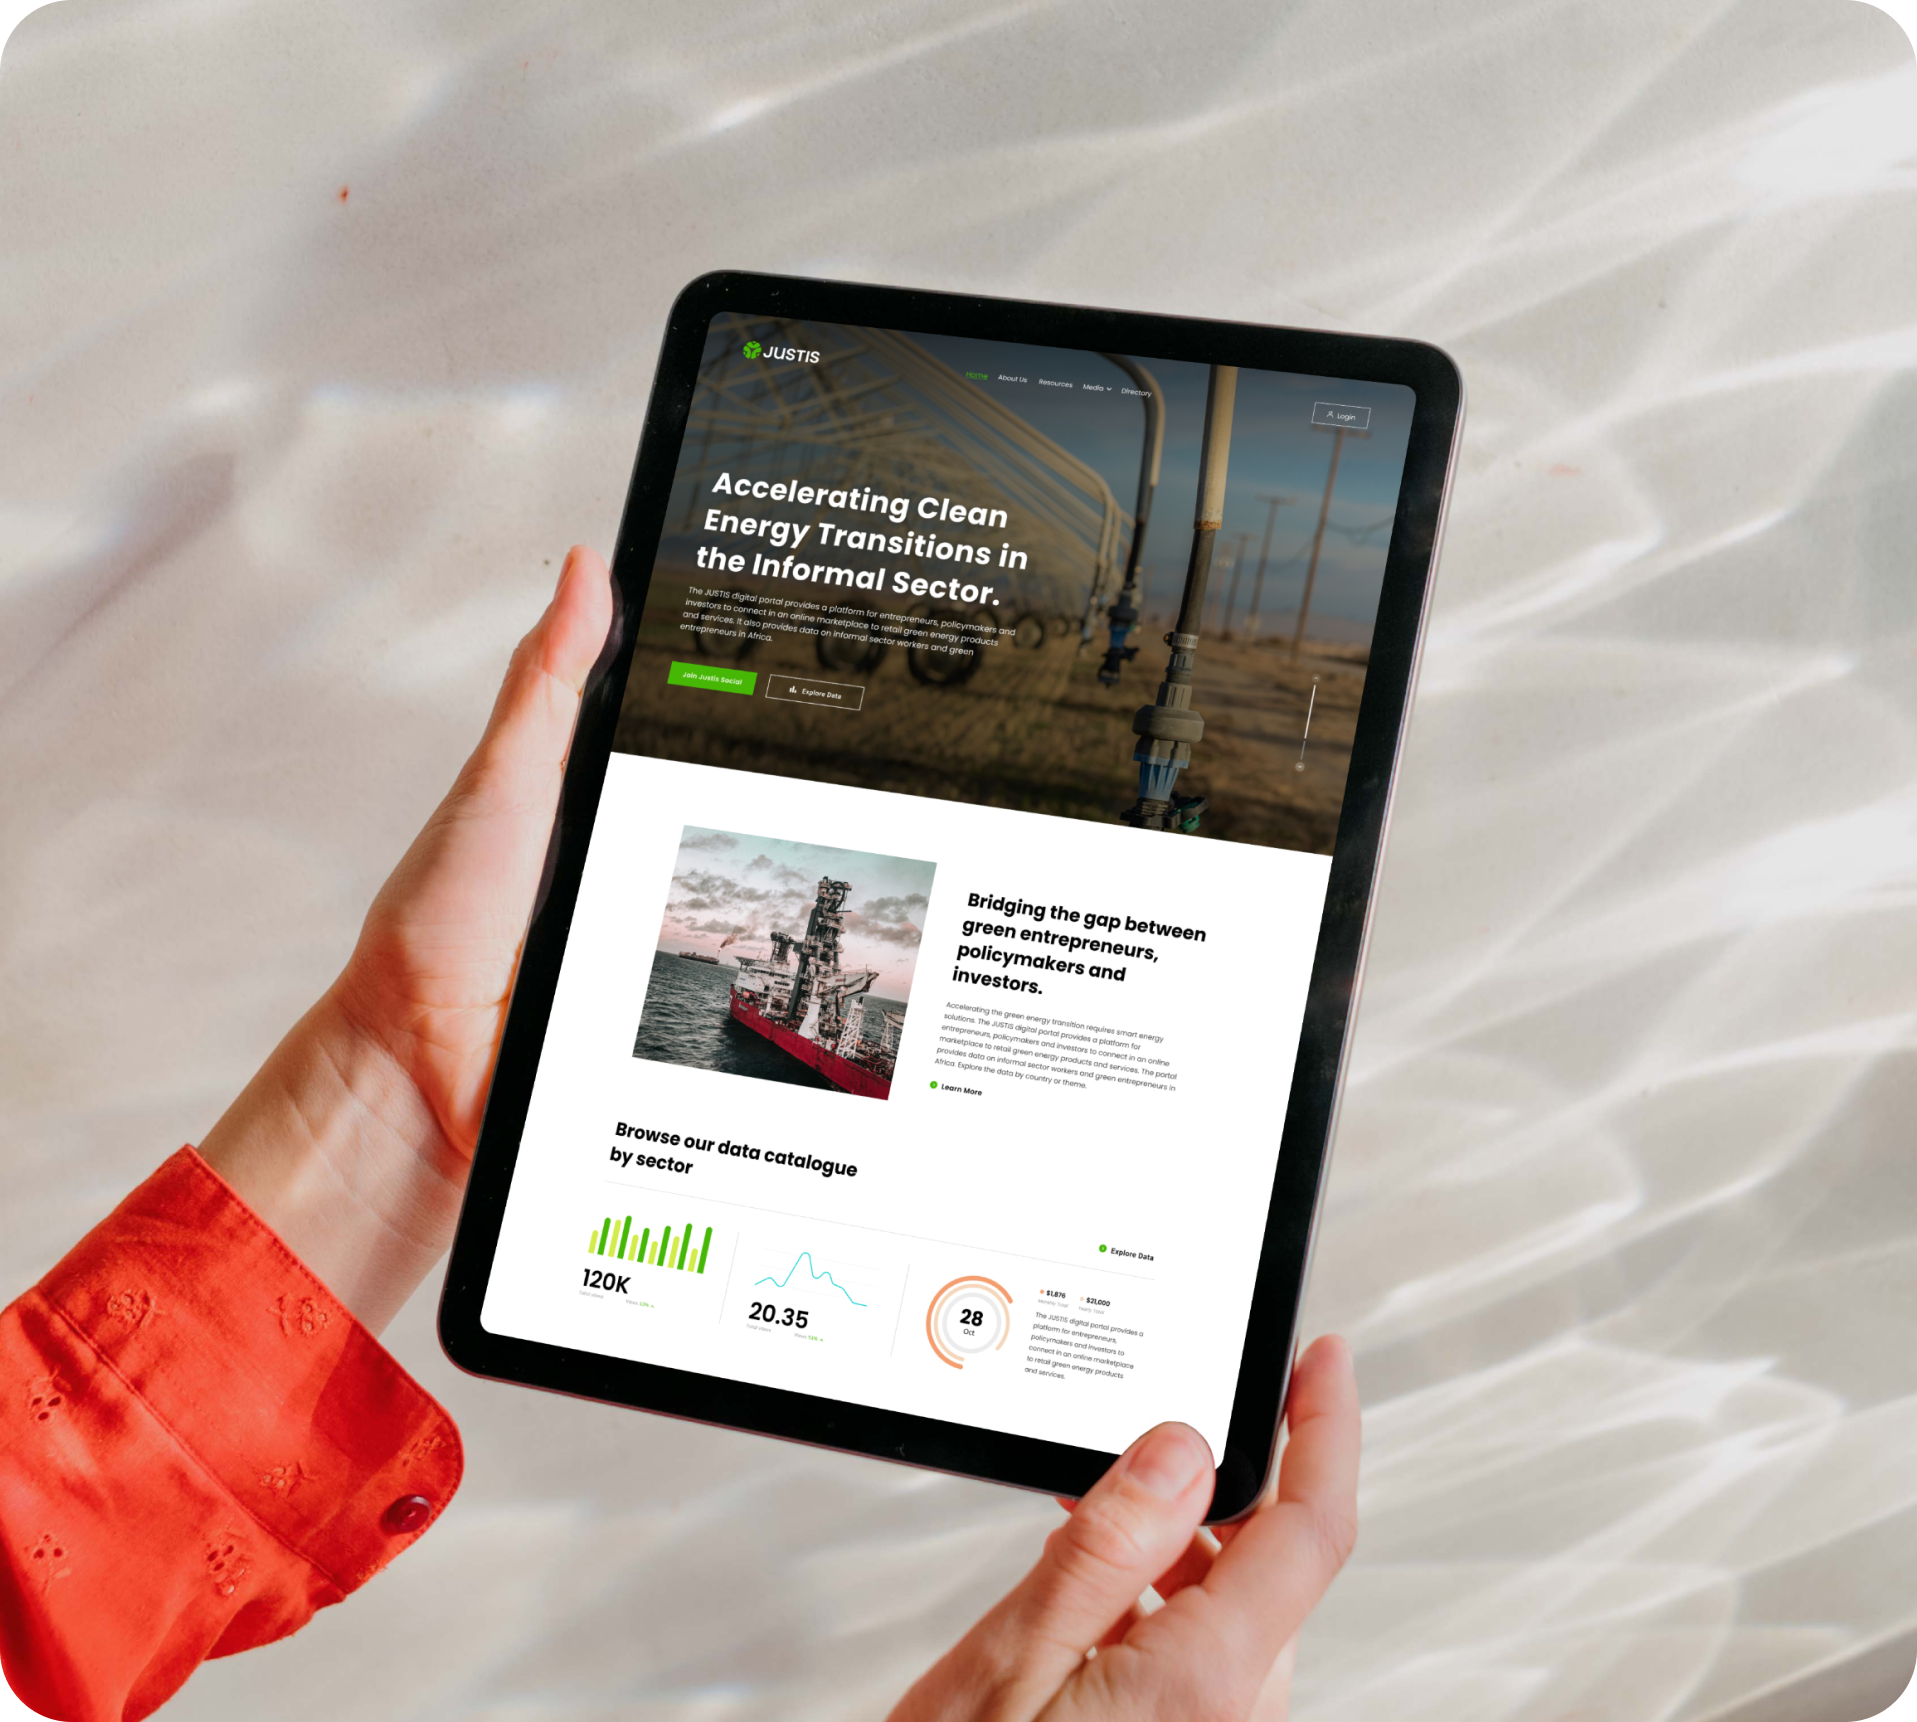 JUSTIS
Home About Us Resources Media Directory
Login
Accelerating Clean
Energy Transitions in
the Informal Sector.
The JUSTIS digital portal provides a platform for entrepreneurs, policymakers and
investors to connect in an online marketplace to retail green energy products
and services. It also provides data on informal sector workers and green
entrepreneurs in Africa.
Join Justis Social
Explore Data
Bridging the gap between
green entrepreneurs,
policymakers and
investors.
Accelerating the green energy transition requires smart energy
solutions. The JUSTIS digital portal provides a platform for
entrepreneurs, policymakers and investors to connect in an online
marketplace to retail green energy products and services. The portal
provides data on informal sector workers and green entrepreneurs in
Africa. Explore the data by country or theme.
Learn More
Browse our data catalogue
by sector
Explore Data
120K
Total views Views
20.35
Total views Views
28
Oct
$1,876 $21,000
Monthly Total Yearly Total
The JUSTIS digital portal provides a
platform for entrepreneurs,
policymakers and investors to
connect in an online marketplace
to retail green energy products
and services.